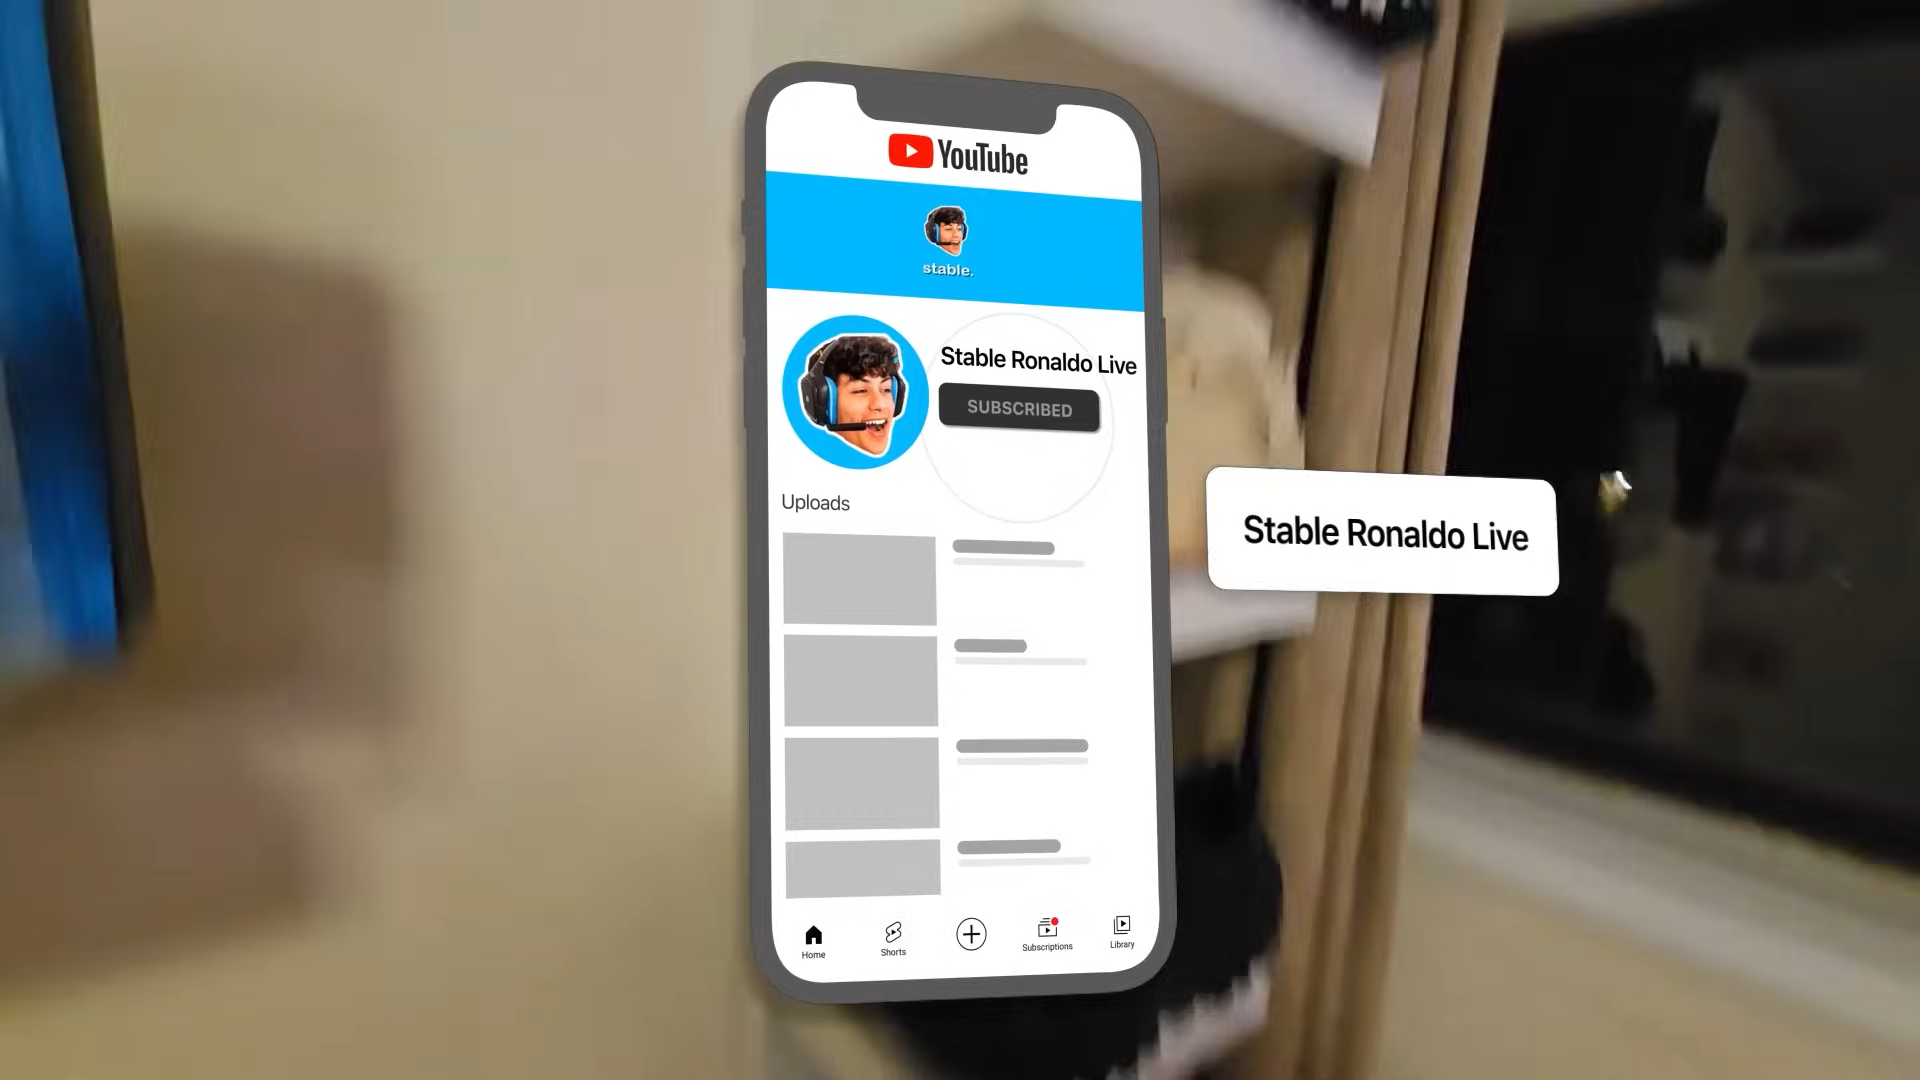 YouTube
stable.
Stable Ronaldo Live
SUBSCRIBED
Uploads
Stable Ronaldo Live
Home
Shorts
Subscriptions
Library